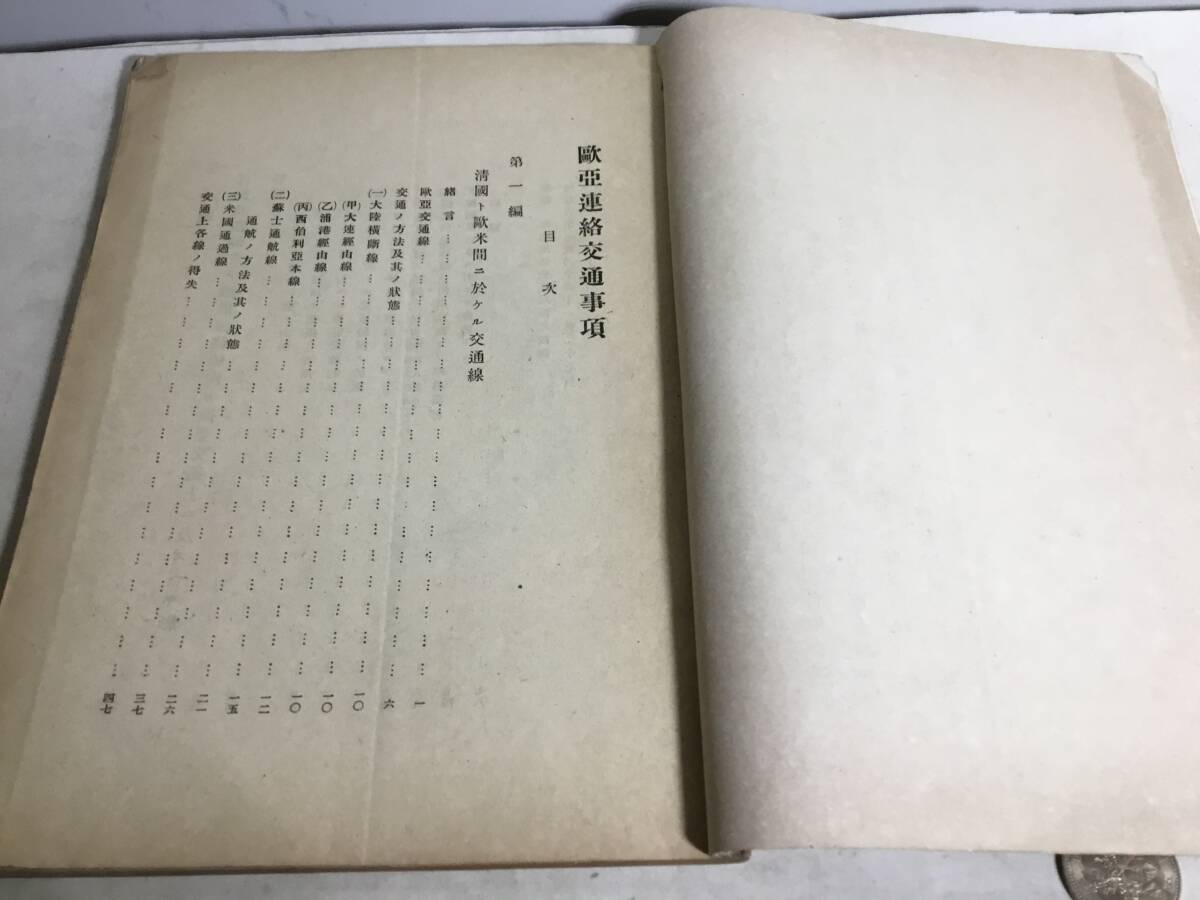 歐亞連絡交通事項
目次
第一編
淸國ト歐米間ニ於ケル交通線
緖言………………一
歐亞交通線………………六
交通ノ方法及其ノ狀態………………一〇
(一)大陸橫斷線………………一〇
(甲)大連經由線………………一〇
(乙)浦港經由線………………一二
(丙)西伯利亞本線………………一五
(二)蘇士通航線………………二一
通航ノ方法及其ノ狀態………………二六
(三)米國通過線………………三七
交通上各線ノ得失………………四七